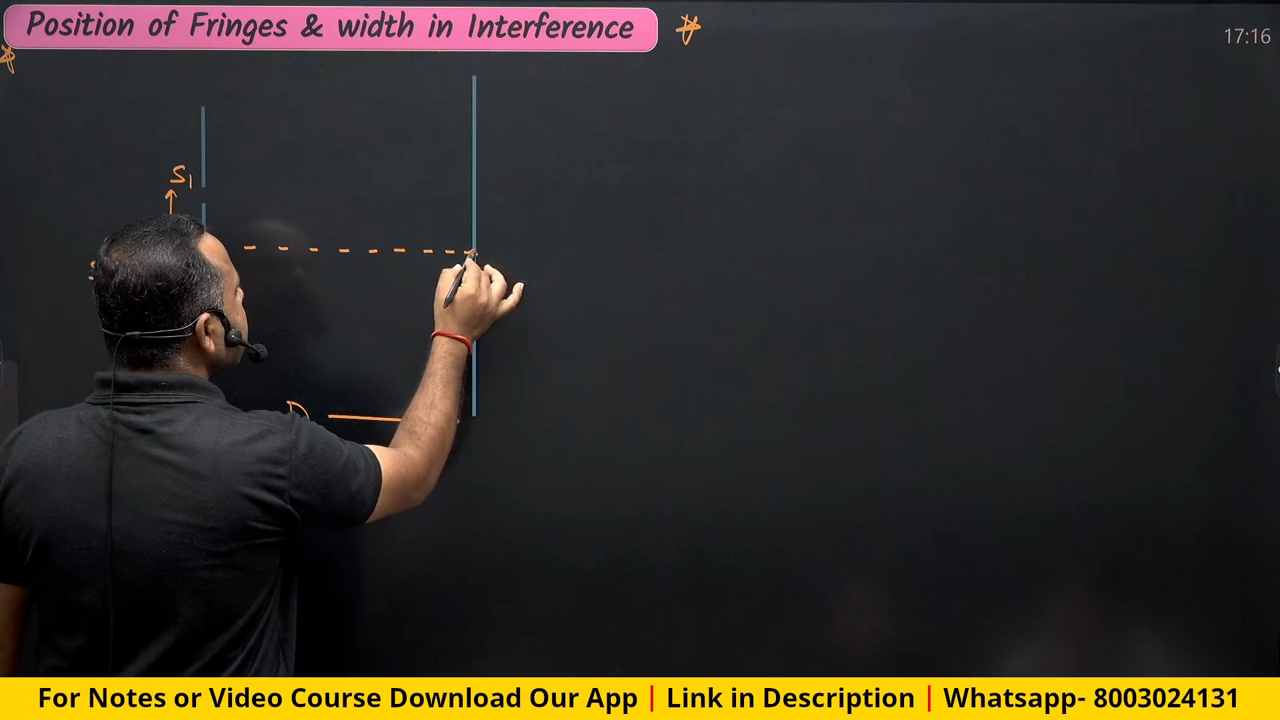 Position of Fringes & width in Interference
17:16
S1
D
For Notes or Video Course Download Our App | Link in Description | Whatsapp- 8003024131